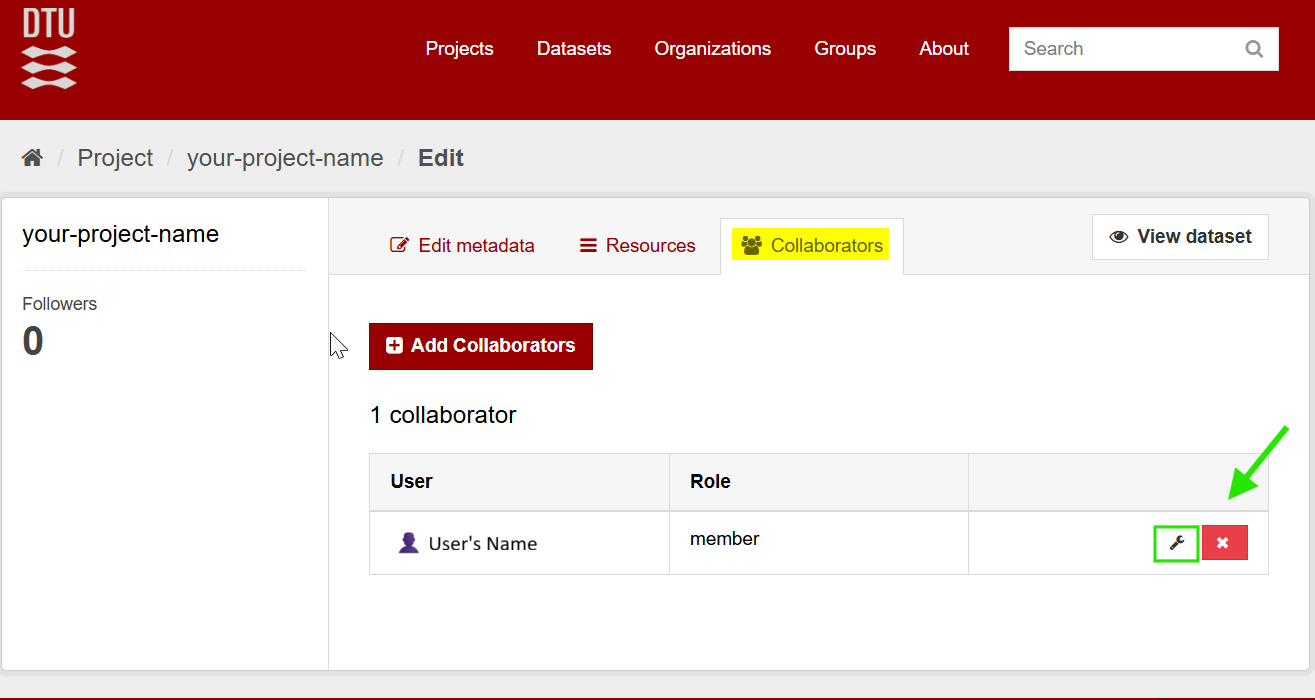 DTU
Projects Datasets Organizations Groups About Search
Project / your-project-name / Edit
your-project-name
Followers
0
Edit metadata Resources Collaborators View dataset
Add Collaborators
1 collaborator
User Role
User's Name member